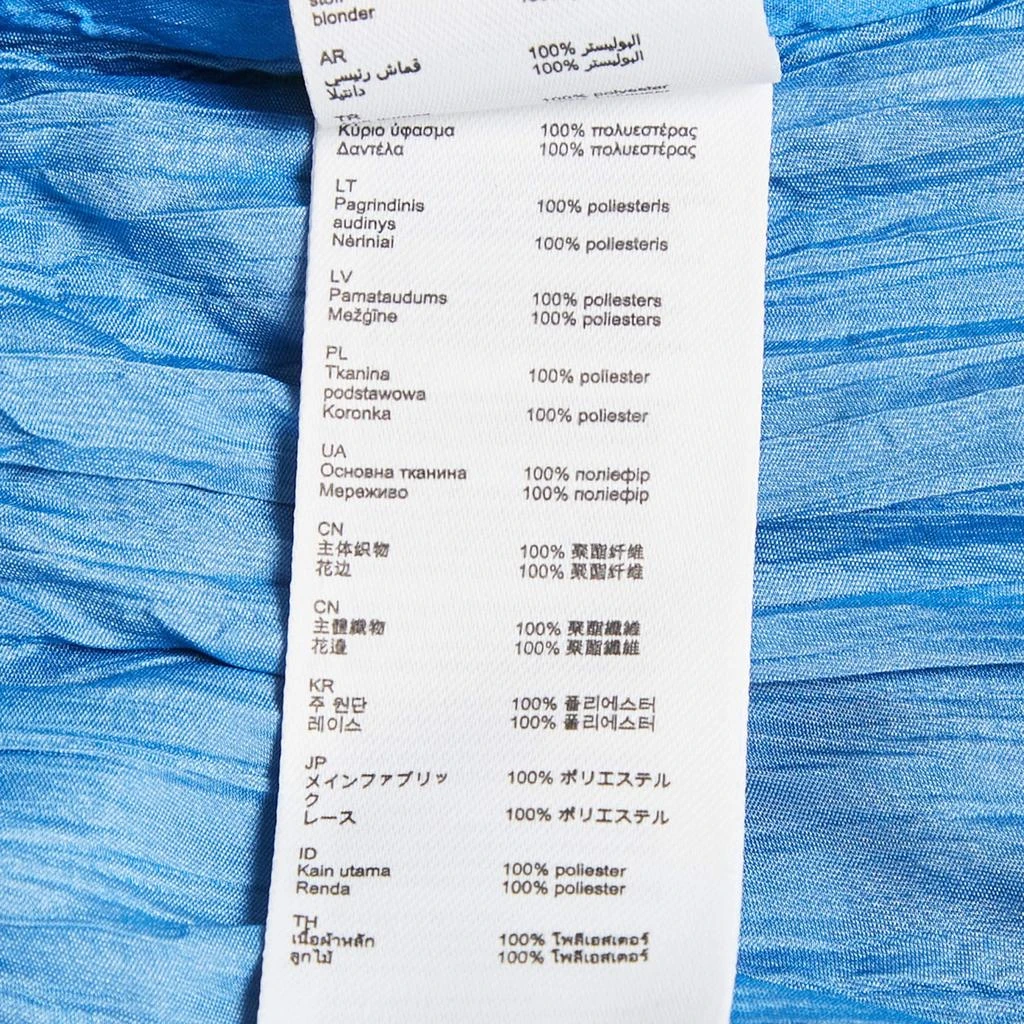 blonder
AR
قماش رئيسي 100% البوليستر
دانتيلا 100% البوليستر
TR
100% polyester
Κύριο ύφασμα 100% πολυεστέρας
Δαντέλα 100% πολυεστέρας
LT
Pagrindinis 100% poliesteris
audinys
Nėriniai 100% poliesteris
LV
Pamataudums 100% poliesters
Mežģīne 100% poliesters
PL
Tkanina 100% poliester
podstawowa
Koronka 100% poliester
UA
Основна тканина 100% поліефір
Мереживо 100% поліефір
CN
主体织物 100% 聚酯纤维
花边 100% 聚酯纤维
CN
主體織物 100% 聚酯纖維
花邊 100% 聚酯纖維
KR
주 원단 100% 폴리에스터
레이스 100% 폴리에스터
JP
メインファブリッ 100% ポリエステル
ク
レース 100% ポリエステル
ID
Kain utama 100% poliester
Renda 100% poliester
TH
เนื้อผ้าหลัก 100% โพลีเอสเตอร์
ลูกไม้ 100% โพลีเอสเตอร์